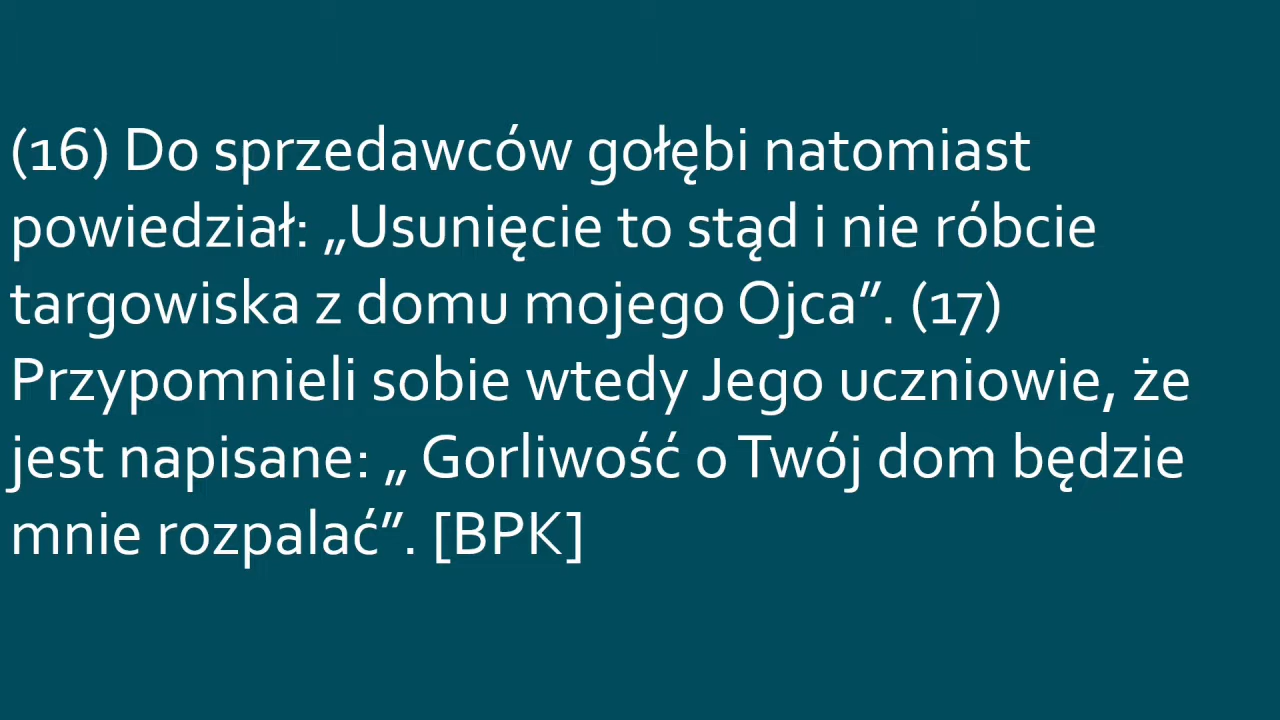 (16) Do sprzedawców gołębi natomiast
powiedział: „Usunięcie to stąd i nie róbcie
targowiska z domu mojego Ojca”. (17)
Przypomnieli sobie wtedy Jego uczniowie, że
jest napisane: „ Gorliwość o Twój dom będzie
mnie rozpalać”. [BPK]